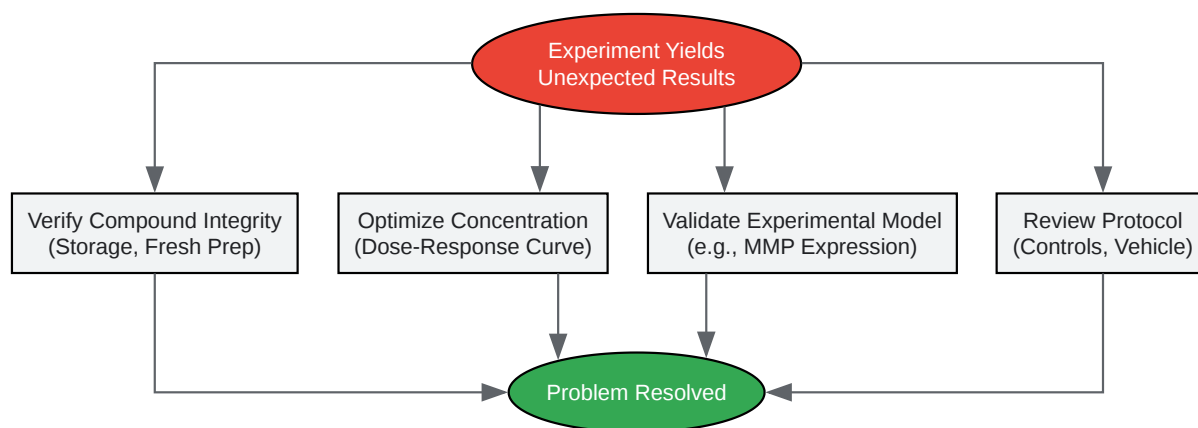 Experiment Yields
Unexpected Results
Verify Compound Integrity
(Storage, Fresh Prep)
Optimize Concentration
(Dose-Response Curve)
Validate Experimental Model
(e.g., MMP Expression)
Review Protocol
(Controls, Vehicle)
Problem Resolved